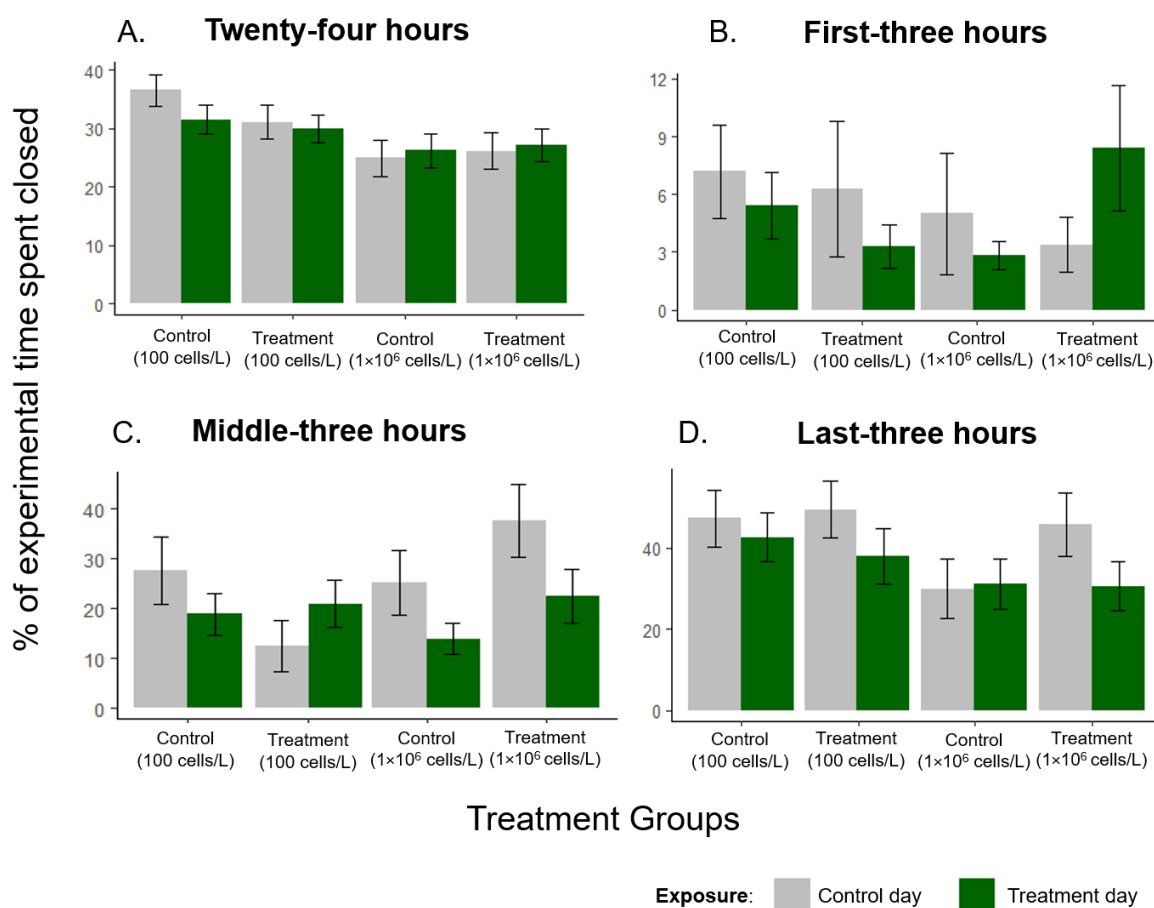 A. Twenty-four hours
40
30
20
10
0
Control
(100 cells/L)
Treatment
(100 cells/L)
Control
(1×10⁶ cells/L)
Treatment
(1×10⁶ cells/L)
B. First-three hours
12
9
6
3
0
Control
(100 cells/L)
Treatment
(100 cells/L)
Control
(1×10⁶ cells/L)
Treatment
(1×10⁶ cells/L)
% of experimental time spent closed
C. Middle-three hours
40
30
20
10
0
Control
(100 cells/L)
Treatment
(100 cells/L)
Control
(1×10⁶ cells/L)
Treatment
(1×10⁶ cells/L)
D. Last-three hours
40
20
0
Control
(100 cells/L)
Treatment
(100 cells/L)
Control
(1×10⁶ cells/L)
Treatment
(1×10⁶ cells/L)
Treatment Groups
Exposure: Control day Treatment day